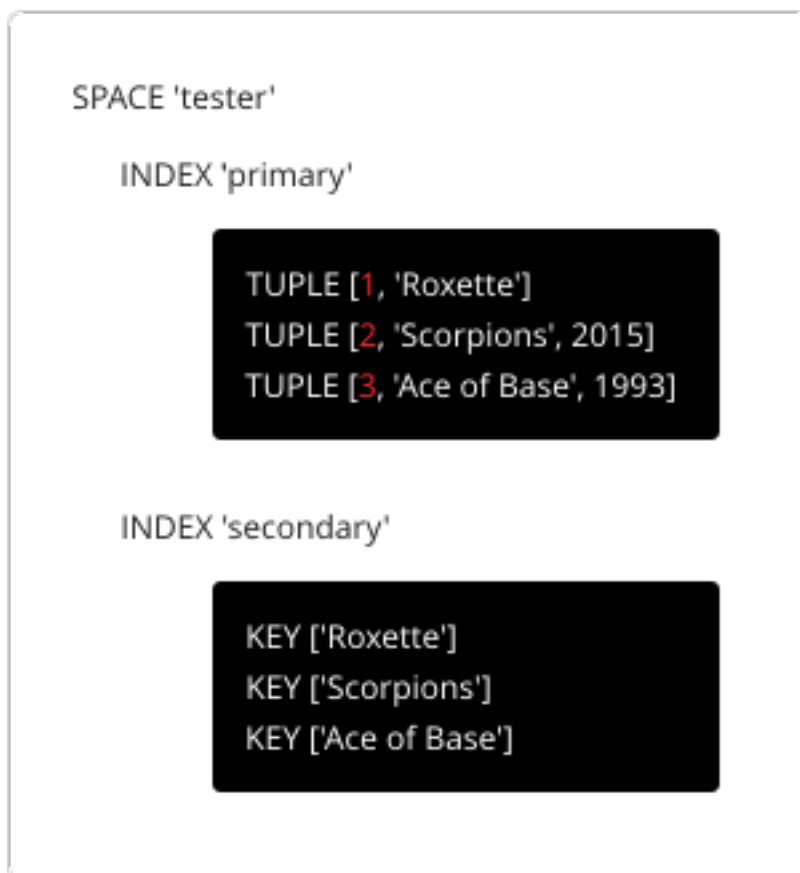 SPACE 'tester'
INDEX 'primary'
TUPLE [1, 'Roxette']
TUPLE [2, 'Scorpions', 2015]
TUPLE [3, 'Ace of Base', 1993]
INDEX 'secondary'
KEY ['Roxette']
KEY ['Scorpions']
KEY ['Ace of Base']